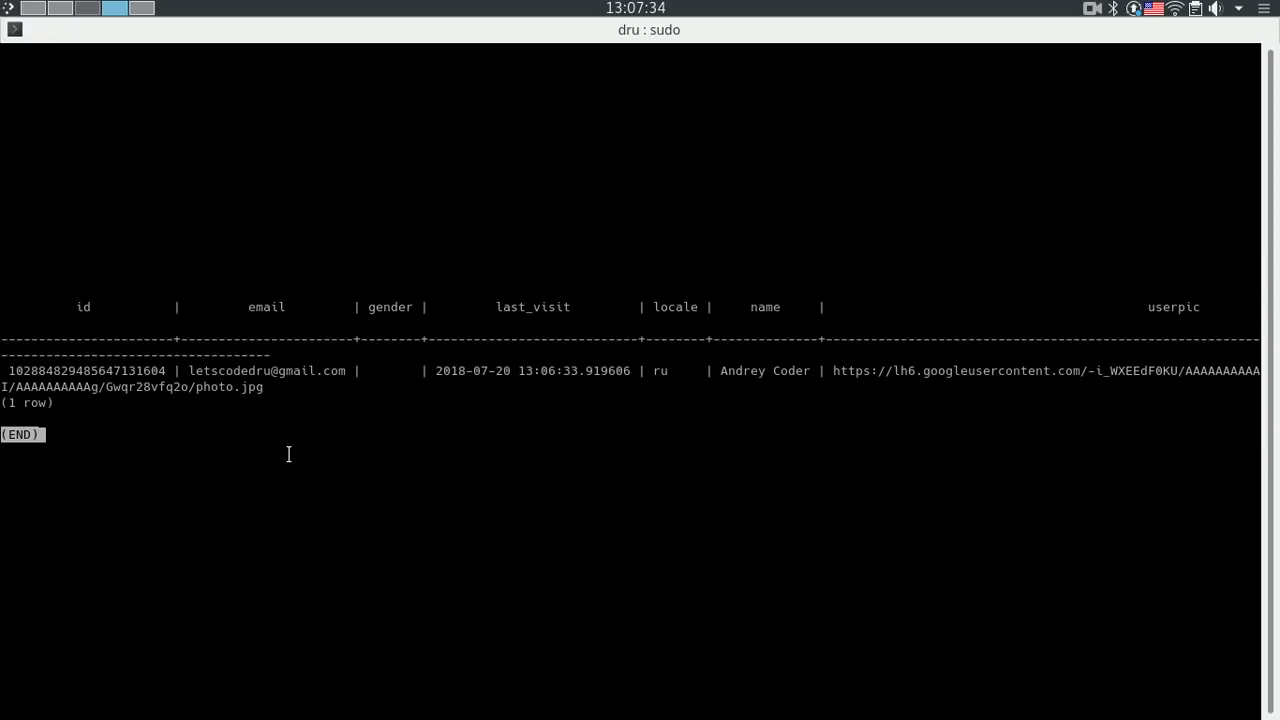 13:07:34
dru : sudo
id | email | gender | last_visit | locale | name | userpic
-----------------------+-----------------------+--------+----------------------------+--------+--------------+----------------------------------------------------------
------------------------------------
102884829485647131604 | letscodedru@gmail.com | | 2018-07-20 13:06:33.919606 | ru | Andrey Coder | https://lh6.googleusercontent.com/-i_WXEEdF0KU/AAAAAAAAAA
I/AAAAAAAAAAg/Gwqr28vfq2o/photo.jpg
(1 row)
(END)